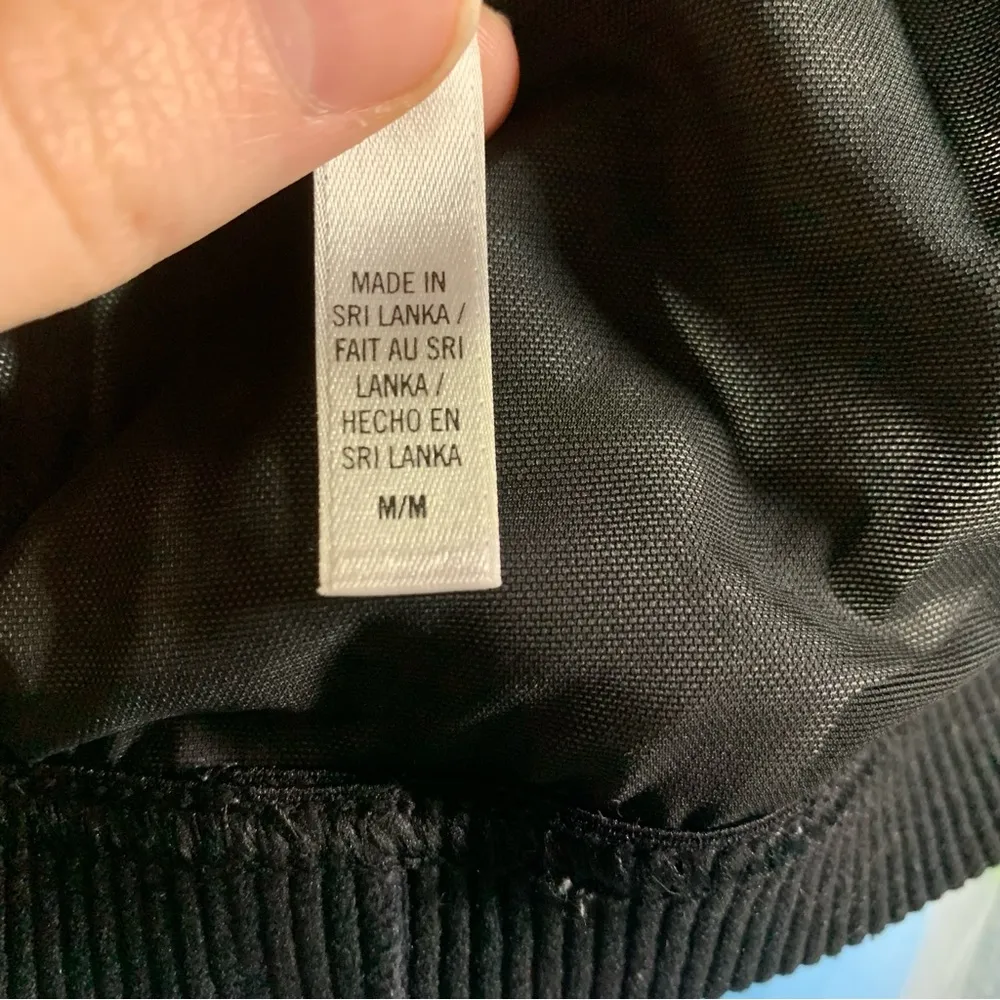 MADE IN
SRI LANKA /
FAIT AU SRI
LANKA /
HECHO EN
SRI LANKA
M/M